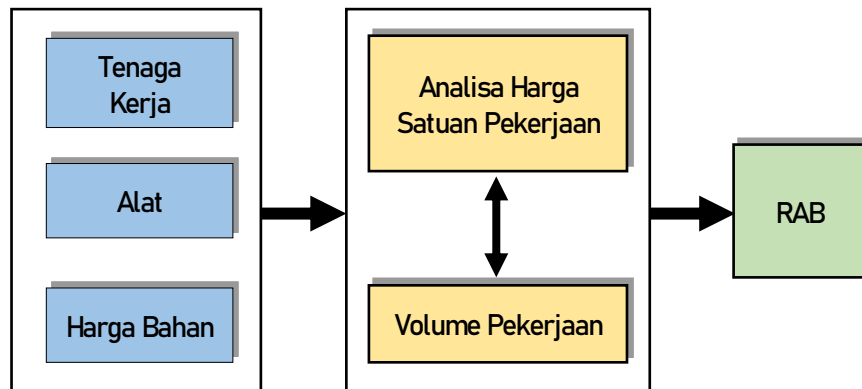 Tenaga
Kerja
Alat
Harga Bahan
Analisa Harga
Satuan Pekerjaan
Volume Pekerjaan
RAB